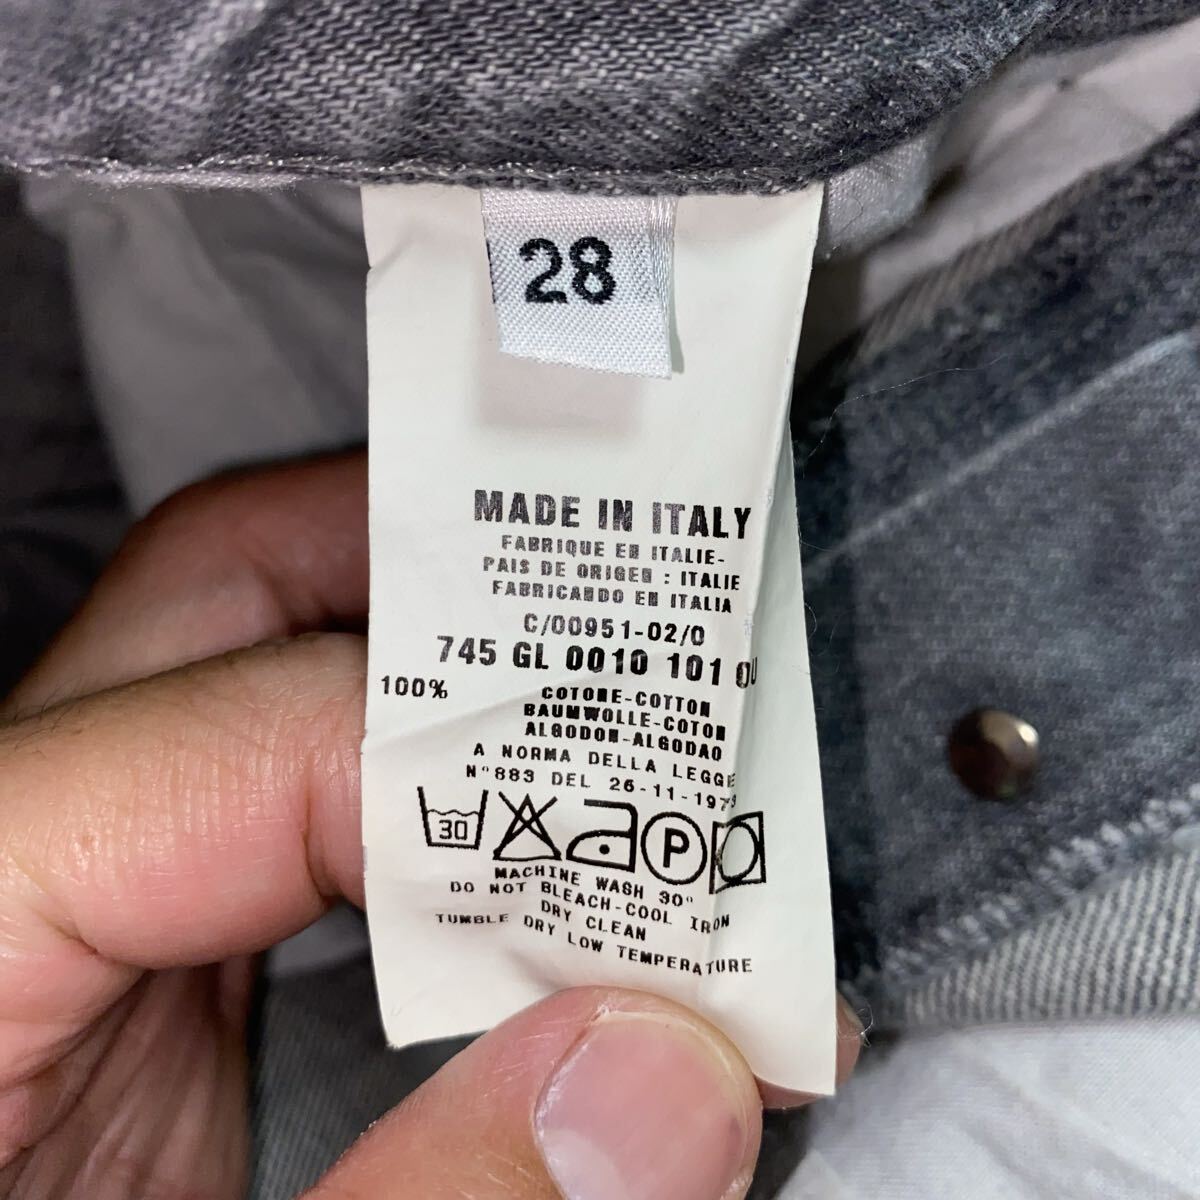 28
MADE IN ITALY
FABRIQUE EN ITALIE-
PAIS DE ORIGEN : ITALIE
FABRICANDO EN ITALIA
C/00951-02/0
745 GL 0010 101 0U
100% COTONE-COTTON
BAUMWOLLE-COTON
ALGODON-ALGODAO
A NORMA DELLA LEGGE
N°883 DEL 26-11-1973
30 P
MACHINE WASH 30°
DO NOT BLEACH-COOL IRON
DRY CLEAN
TUMBLE DRY LOW TEMPERATURE